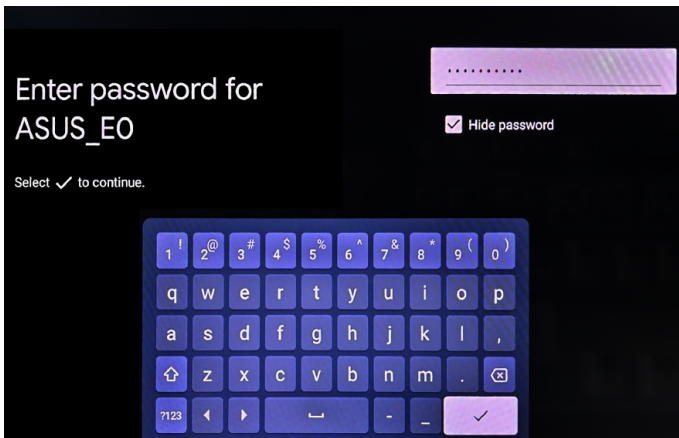 Enter password for
ASUS_E0
Select ✓ to continue.
••••••••••
Hide password
1 ! 2 @ 3 # 4 $ 5 % 6 ^ 7 & 8 * 9 ( 0 )
q w e r t y u i o p
a s d f g h j k l ,
z x c v b n m .
?123 - _